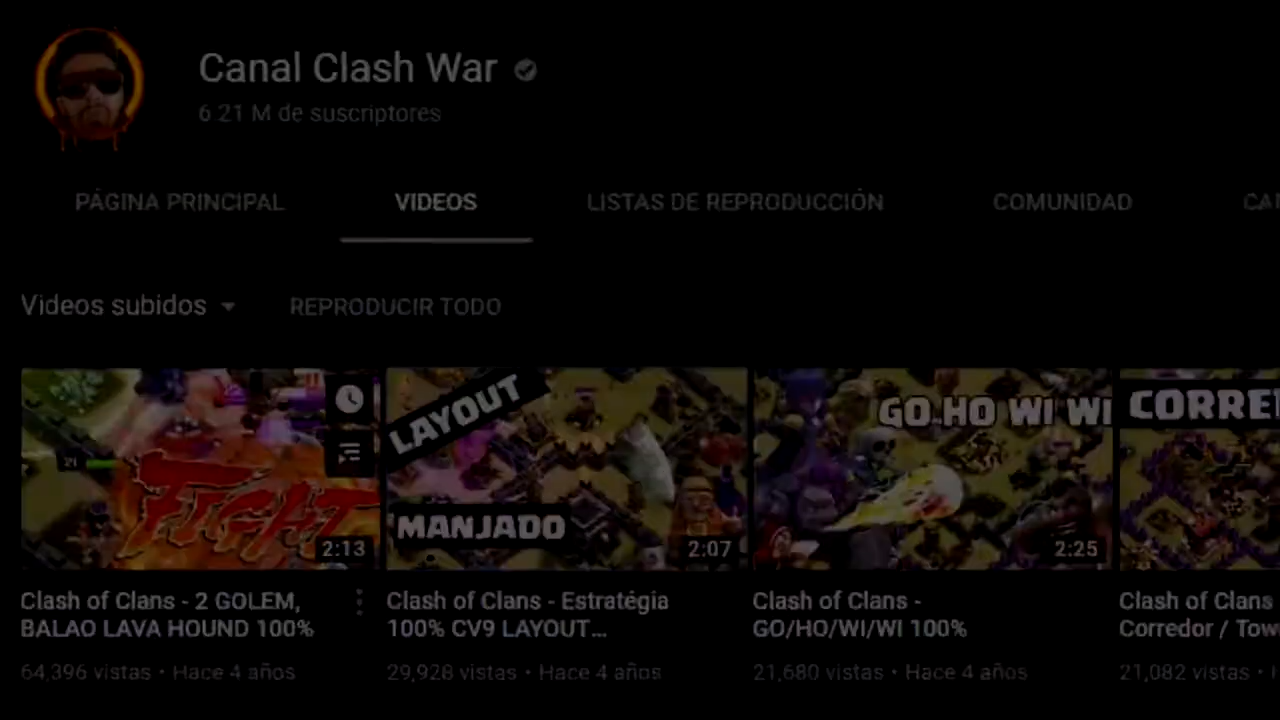 Canal Clash War
6 21 M de suscriptores
PÁGINA PRINCIPAL VIDEOS LISTAS DE REPRODUCCIÓN COMUNIDAD CA
Videos subidos REPRODUCIR TODO
LAYOUT
GO.HO WI WI
CORRE
FIGHT
MANJADO
2:13
2:07
2:25
Clash of Clans - 2 GOLEM,
BALAO LAVA HOUND 100%
64,396 vistas • Hace 4 años
Clash of Clans - Estratégia
100% CV9 LAYOUT...
29,928 vistas • Hace 4 años
Clash of Clans -
GO/HO/WI/WI 100%
21,680 vistas • Hace 4 años
Clash of Clans
Corredor / Tow
21,082 vistas •